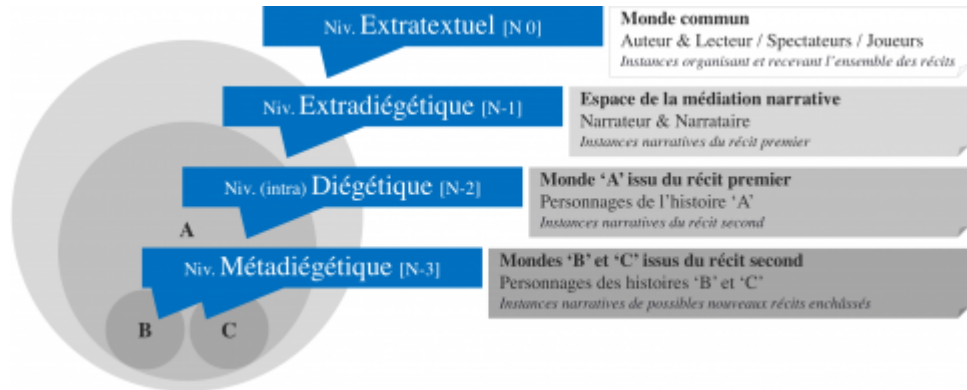 Niv. Extratextuel [N 0]
Monde commun
Auteur & Lecteur / Spectateurs / Joueurs
Instances organisant et recevant l'ensemble des récits
Niv. Extradiégétique [N-1]
Espace de la médiation narrative
Narrateur & Narrataire
Instances narratives du récit premier
Niv. (intra) Diégétique [N-2]
Monde ‘A’ issu du récit premier
Personnages de l'histoire ‘A’
Instances narratives du récit second
A
Niv. Métadiégétique [N-3]
Mondes ‘B’ et ‘C’ issus du récit second
Personnages des histoires ‘B’ et ‘C’
Instances narratives de possibles nouveaux récits enchâssés
B
C